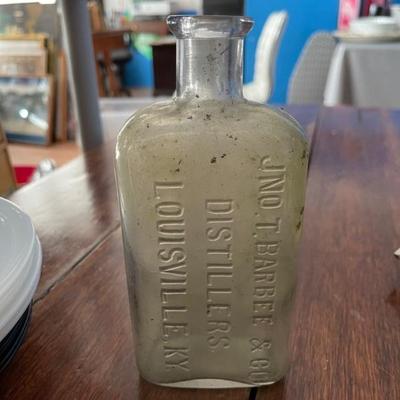 JNO. T. BARBEE & CO
DISTILLERS
LOUISVILLE. KY.